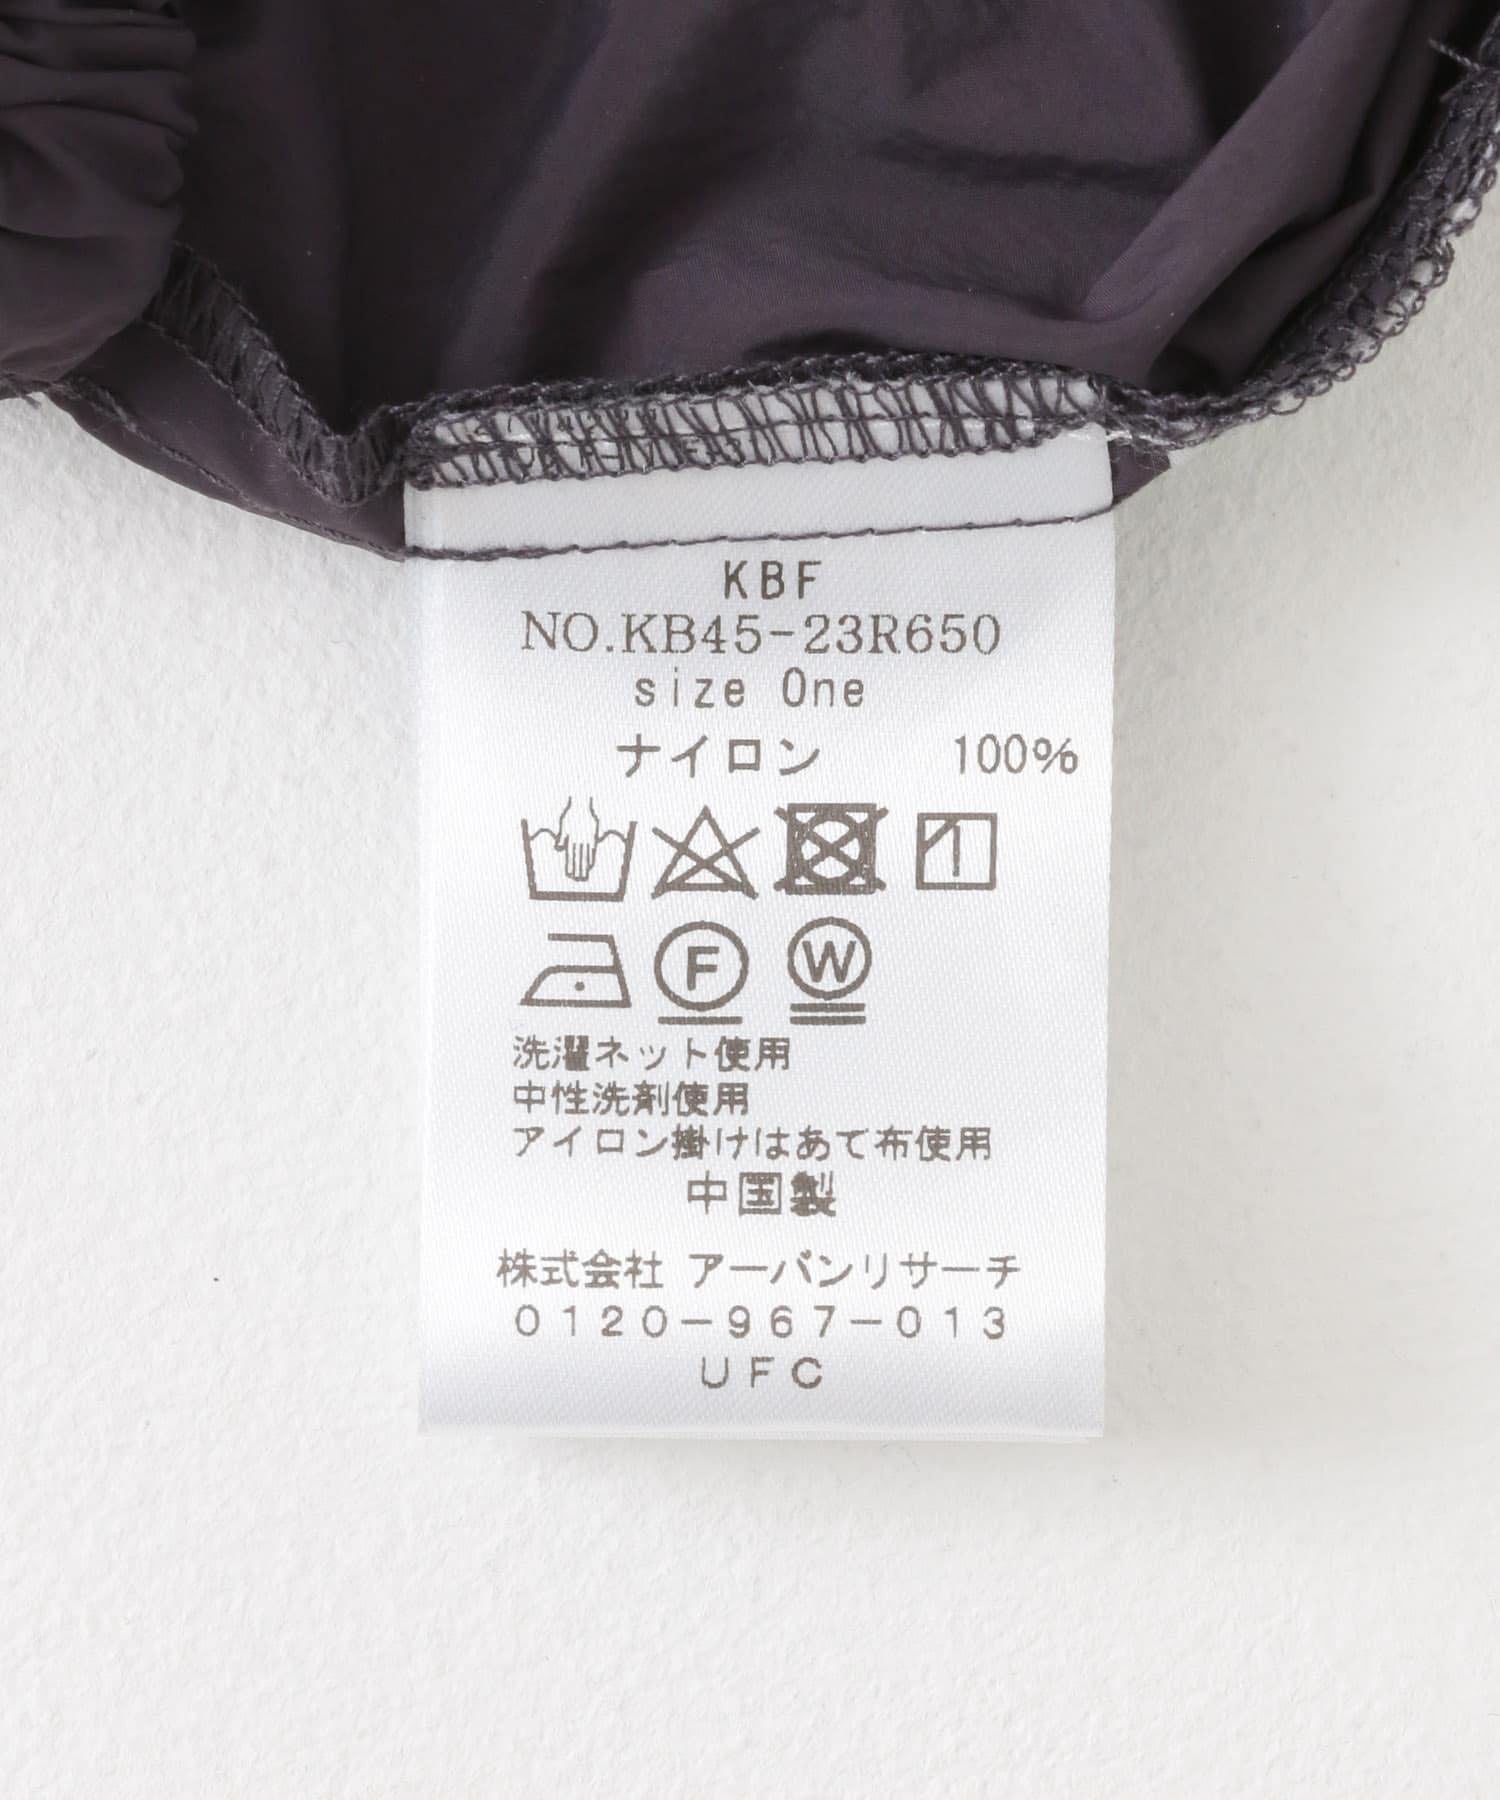 KBF
NO.KB45-23R650
size One
ナイロン 100%
F W
洗濯ネット使用
中性洗剤使用
アイロン掛けはあて布使用
中国製
株式会社 アーバンリサーチ
0120-967-013
UFC